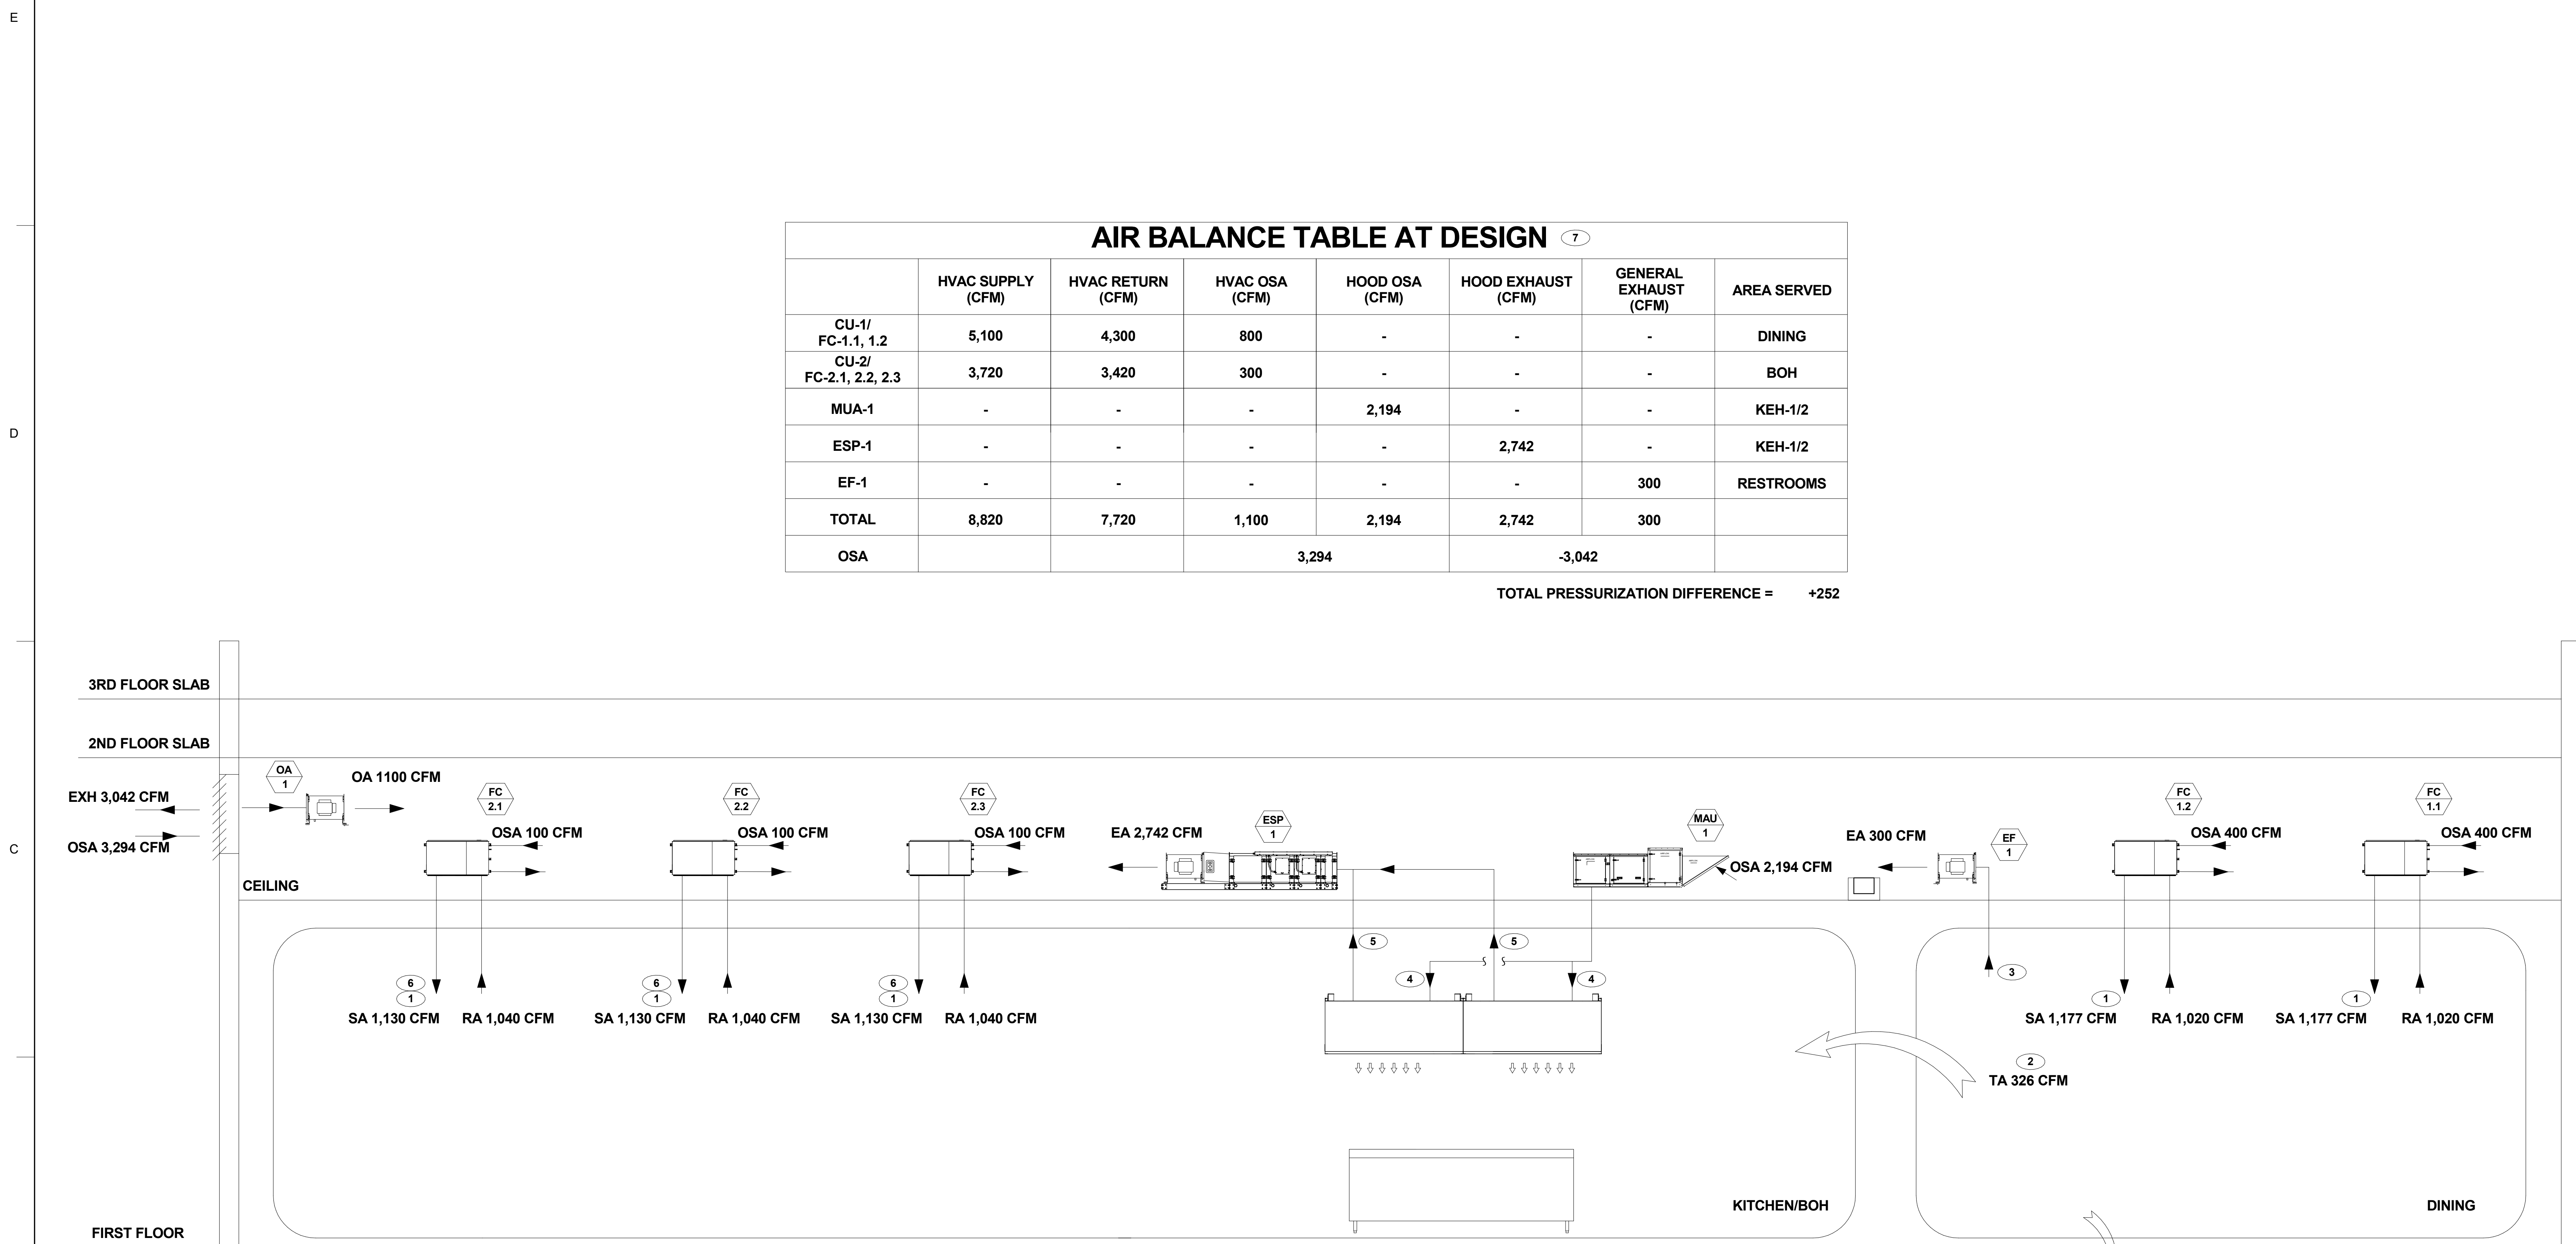 E
AIR BALANCE TABLE AT DESIGN 7
HVAC SUPPLY (CFM) HVAC RETURN (CFM) HVAC OSA (CFM) HOOD OSA (CFM) HOOD EXHAUST (CFM) GENERAL EXHAUST (CFM) AREA SERVED
CU-1/ FC-1.1, 1.2 5,100 4,300 800 - - - DINING
CU-2/ FC-2.1, 2.2, 2.3 3,720 3,420 300 - - - BOH
MUA-1 - - - 2,194 - - KEH-1/2
D
ESP-1 - - - - 2,742 - KEH-1/2
EF-1 - - - - - 300 RESTROOMS
TOTAL 8,820 7,720 1,100 2,194 2,742 300
OSA 3,294 -3,042
TOTAL PRESSURIZATION DIFFERENCE = +252
3RD FLOOR SLAB
2ND FLOOR SLAB
OA 1
OA 1100 CFM
EXH 3,042 CFM
OSA 3,294 CFM
C
CEILING
FC 2.1
OSA 100 CFM
FC 2.2
OSA 100 CFM
FC 2.3
OSA 100 CFM
EA 2,742 CFM
ESP 1
MAU 1
OSA 2,194 CFM
EA 300 CFM
EF 1
FC 1.2
OSA 400 CFM
FC 1.1
OSA 400 CFM
5
5
4
4
3
6
1
SA 1,130 CFM RA 1,040 CFM
6
1
SA 1,130 CFM RA 1,040 CFM
6
1
SA 1,130 CFM RA 1,040 CFM
1
SA 1,177 CFM RA 1,020 CFM
1
SA 1,177 CFM RA 1,020 CFM
2
TA 326 CFM
KITCHEN/BOH
DINING
FIRST FLOOR